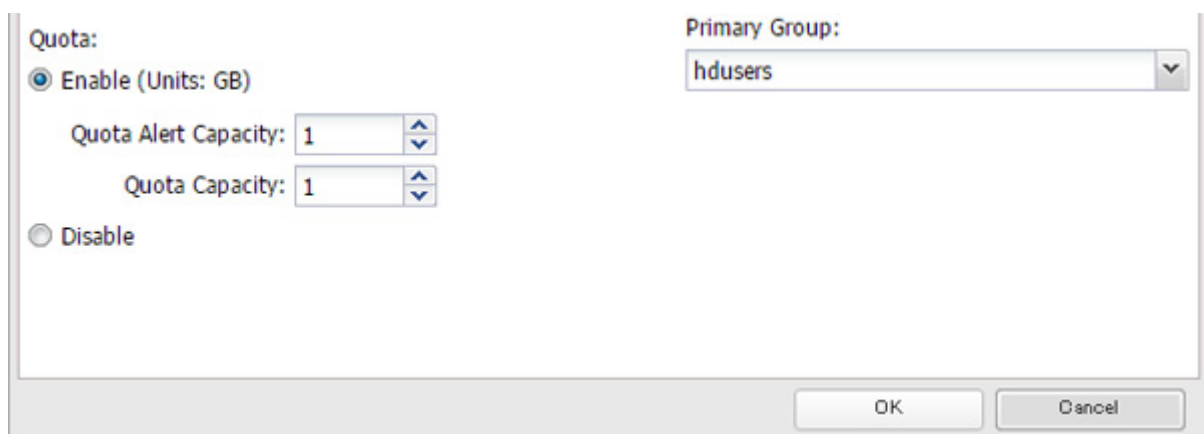 Quota:
Primary Group:
Enable (Units: GB)
hdusers
Quota Alert Capacity: 1
Quota Capacity: 1
Disable
OK
Cancel